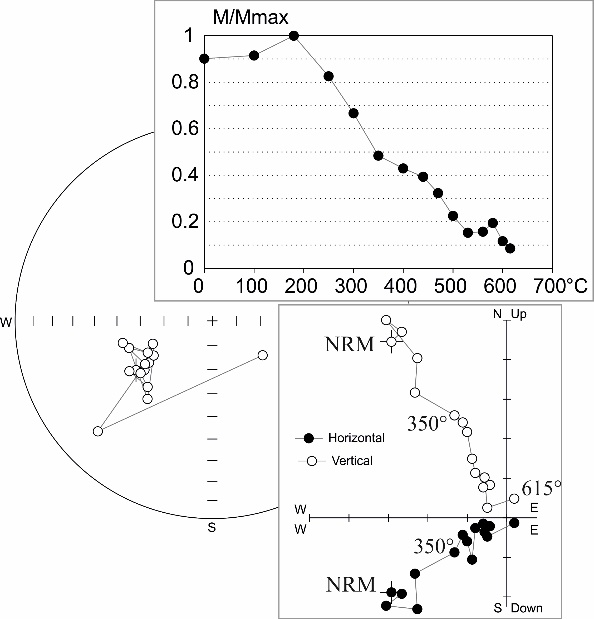 M/Mmax
1
0.8
0.6
0.4
0.2
0
0 100 200 300 400 500 600 700°C
W
S
N Up
NRM
350°
Horizontal
Vertical
615°
W E
W E
350°
NRM
S Down